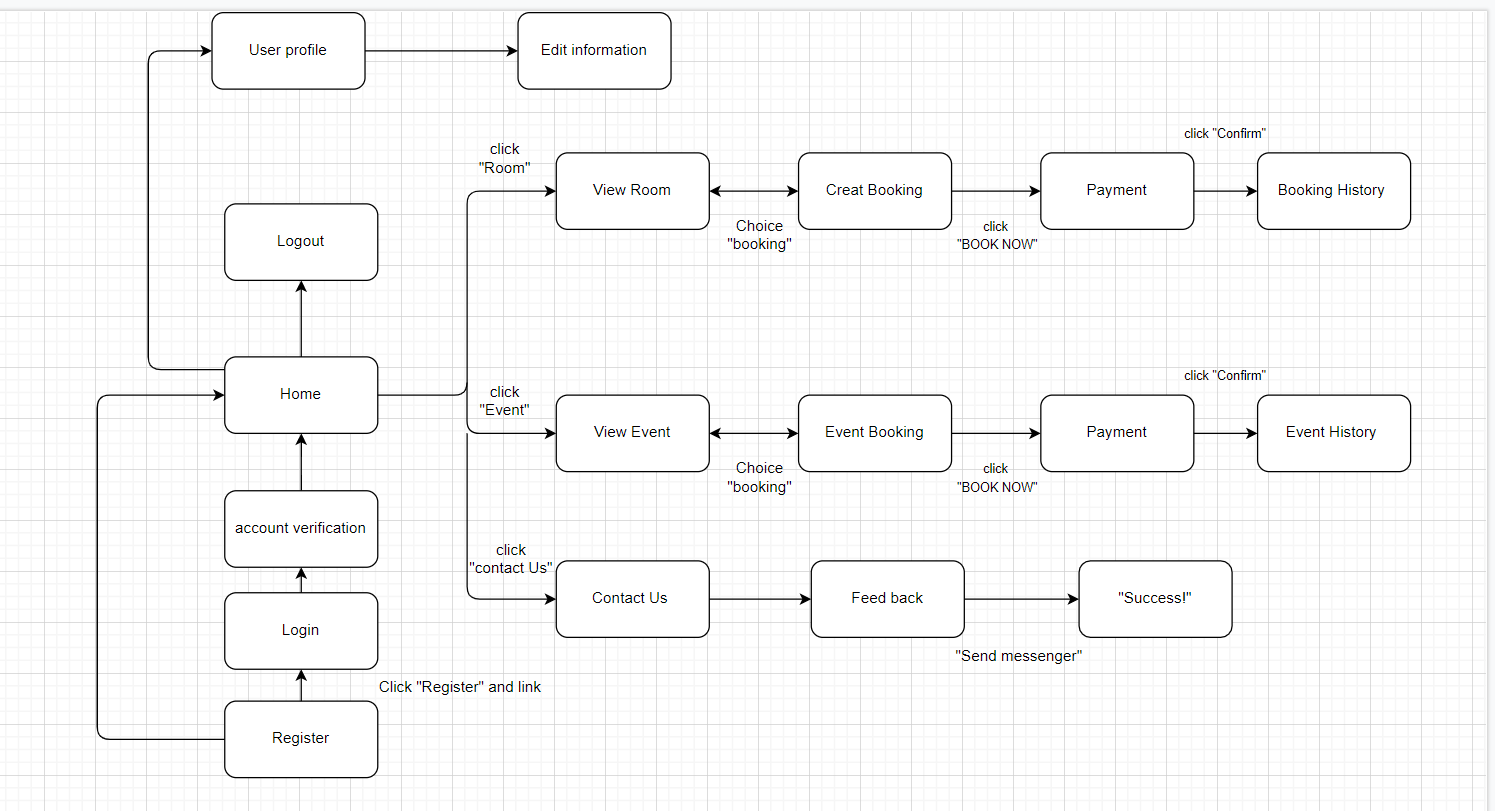 User profile
Edit information
click "Confirm"
click
"Room"
View Room
Creat Booking
Payment
Booking History
Choice
"booking"
click
"BOOK NOW"
Logout
click "Confirm"
click
"Event"
Home
View Event
Event Booking
Payment
Event History
Choice
"booking"
click
"BOOK NOW"
account verification
click
"contact Us"
Contact Us
Feed back
"Success!"
Login
"Send messenger"
Click "Register" and link
Register